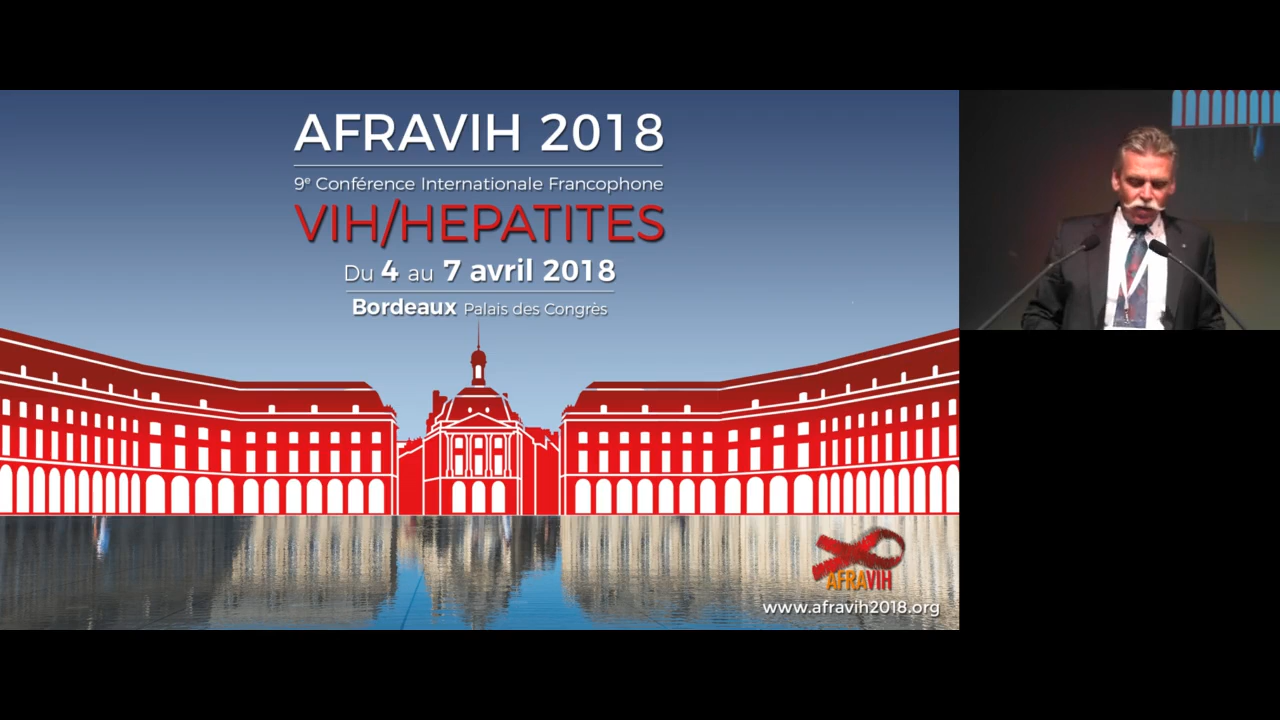 AFRAVIH 2018
9e Conférence Internationale Francophone
VIH/HEPATITES
Du 4 au 7 avril 2018
Bordeaux Palais des Congrès
AFRAVIH
www.afravih2018.org